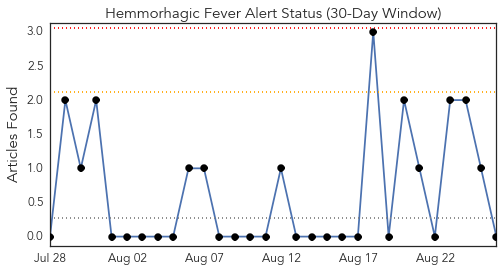 Hemmorhagic Fever Alert Status (30-Day Window)
Articles Found
3.0
2.5
2.0
1.5
1.0
0.5
0.0
Jul 28 Aug 02 Aug 07 Aug 12 Aug 17 Aug 22